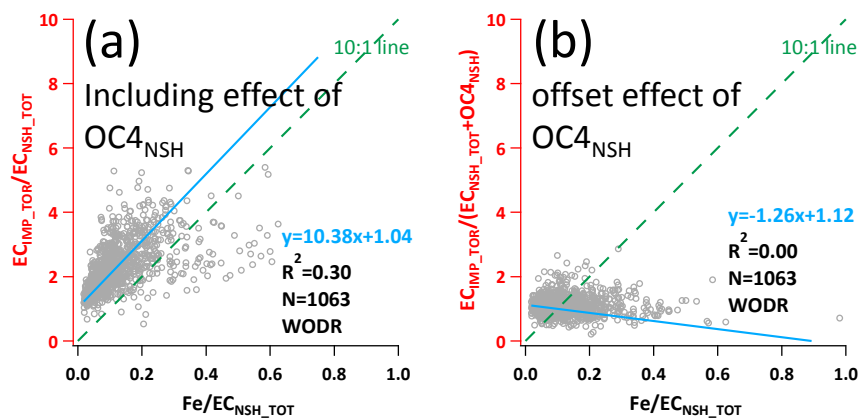 (a)
10:1 line
Including effect of
OC4NSH
y=10.38x+1.04
R2=0.30
N=1063
WODR
ECIMP_TOR/ECNSH_TOT
10
8
6
4
2
0
0.0 0.2 0.4 0.6 0.8 1.0
Fe/ECNSH_TOT
(b)
10:1 line
offset effect of
OC4NSH
y=-1.26x+1.12
R2=0.00
N=1063
WODR
ECIMP_TOR/(ECNSH_TOT+OC4NSH)
10
8
6
4
2
0
0.0 0.2 0.4 0.6 0.8 1.0
Fe/ECNSH_TOT